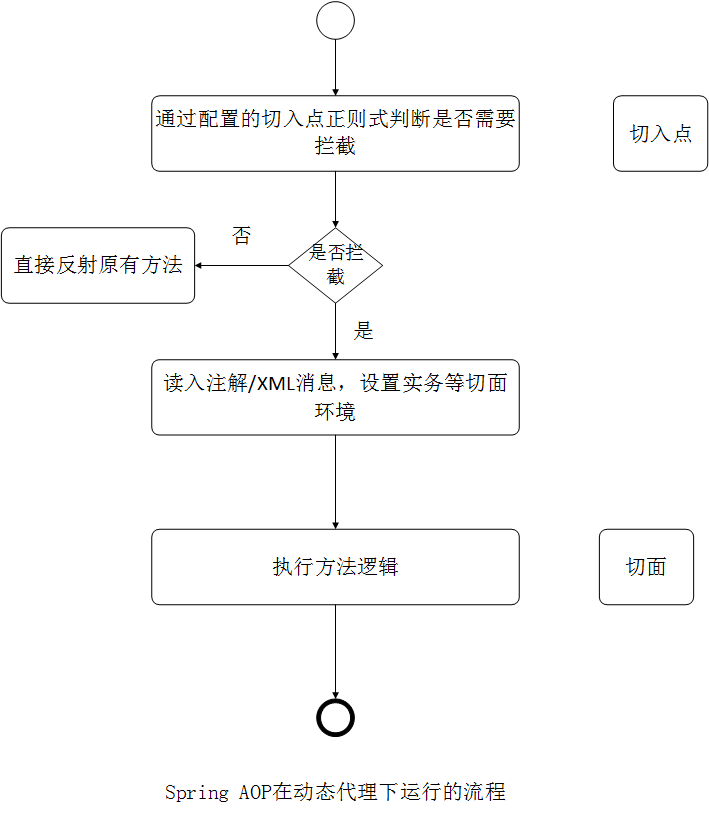 通过配置的切入点正则式判断是否需要
拦截
切入点
是否拦
截
否
直接反射原有方法
是
读入注解/XML消息，设置实务等切面
环境
执行方法逻辑
切面
Spring AOP在动态代理下运行的流程